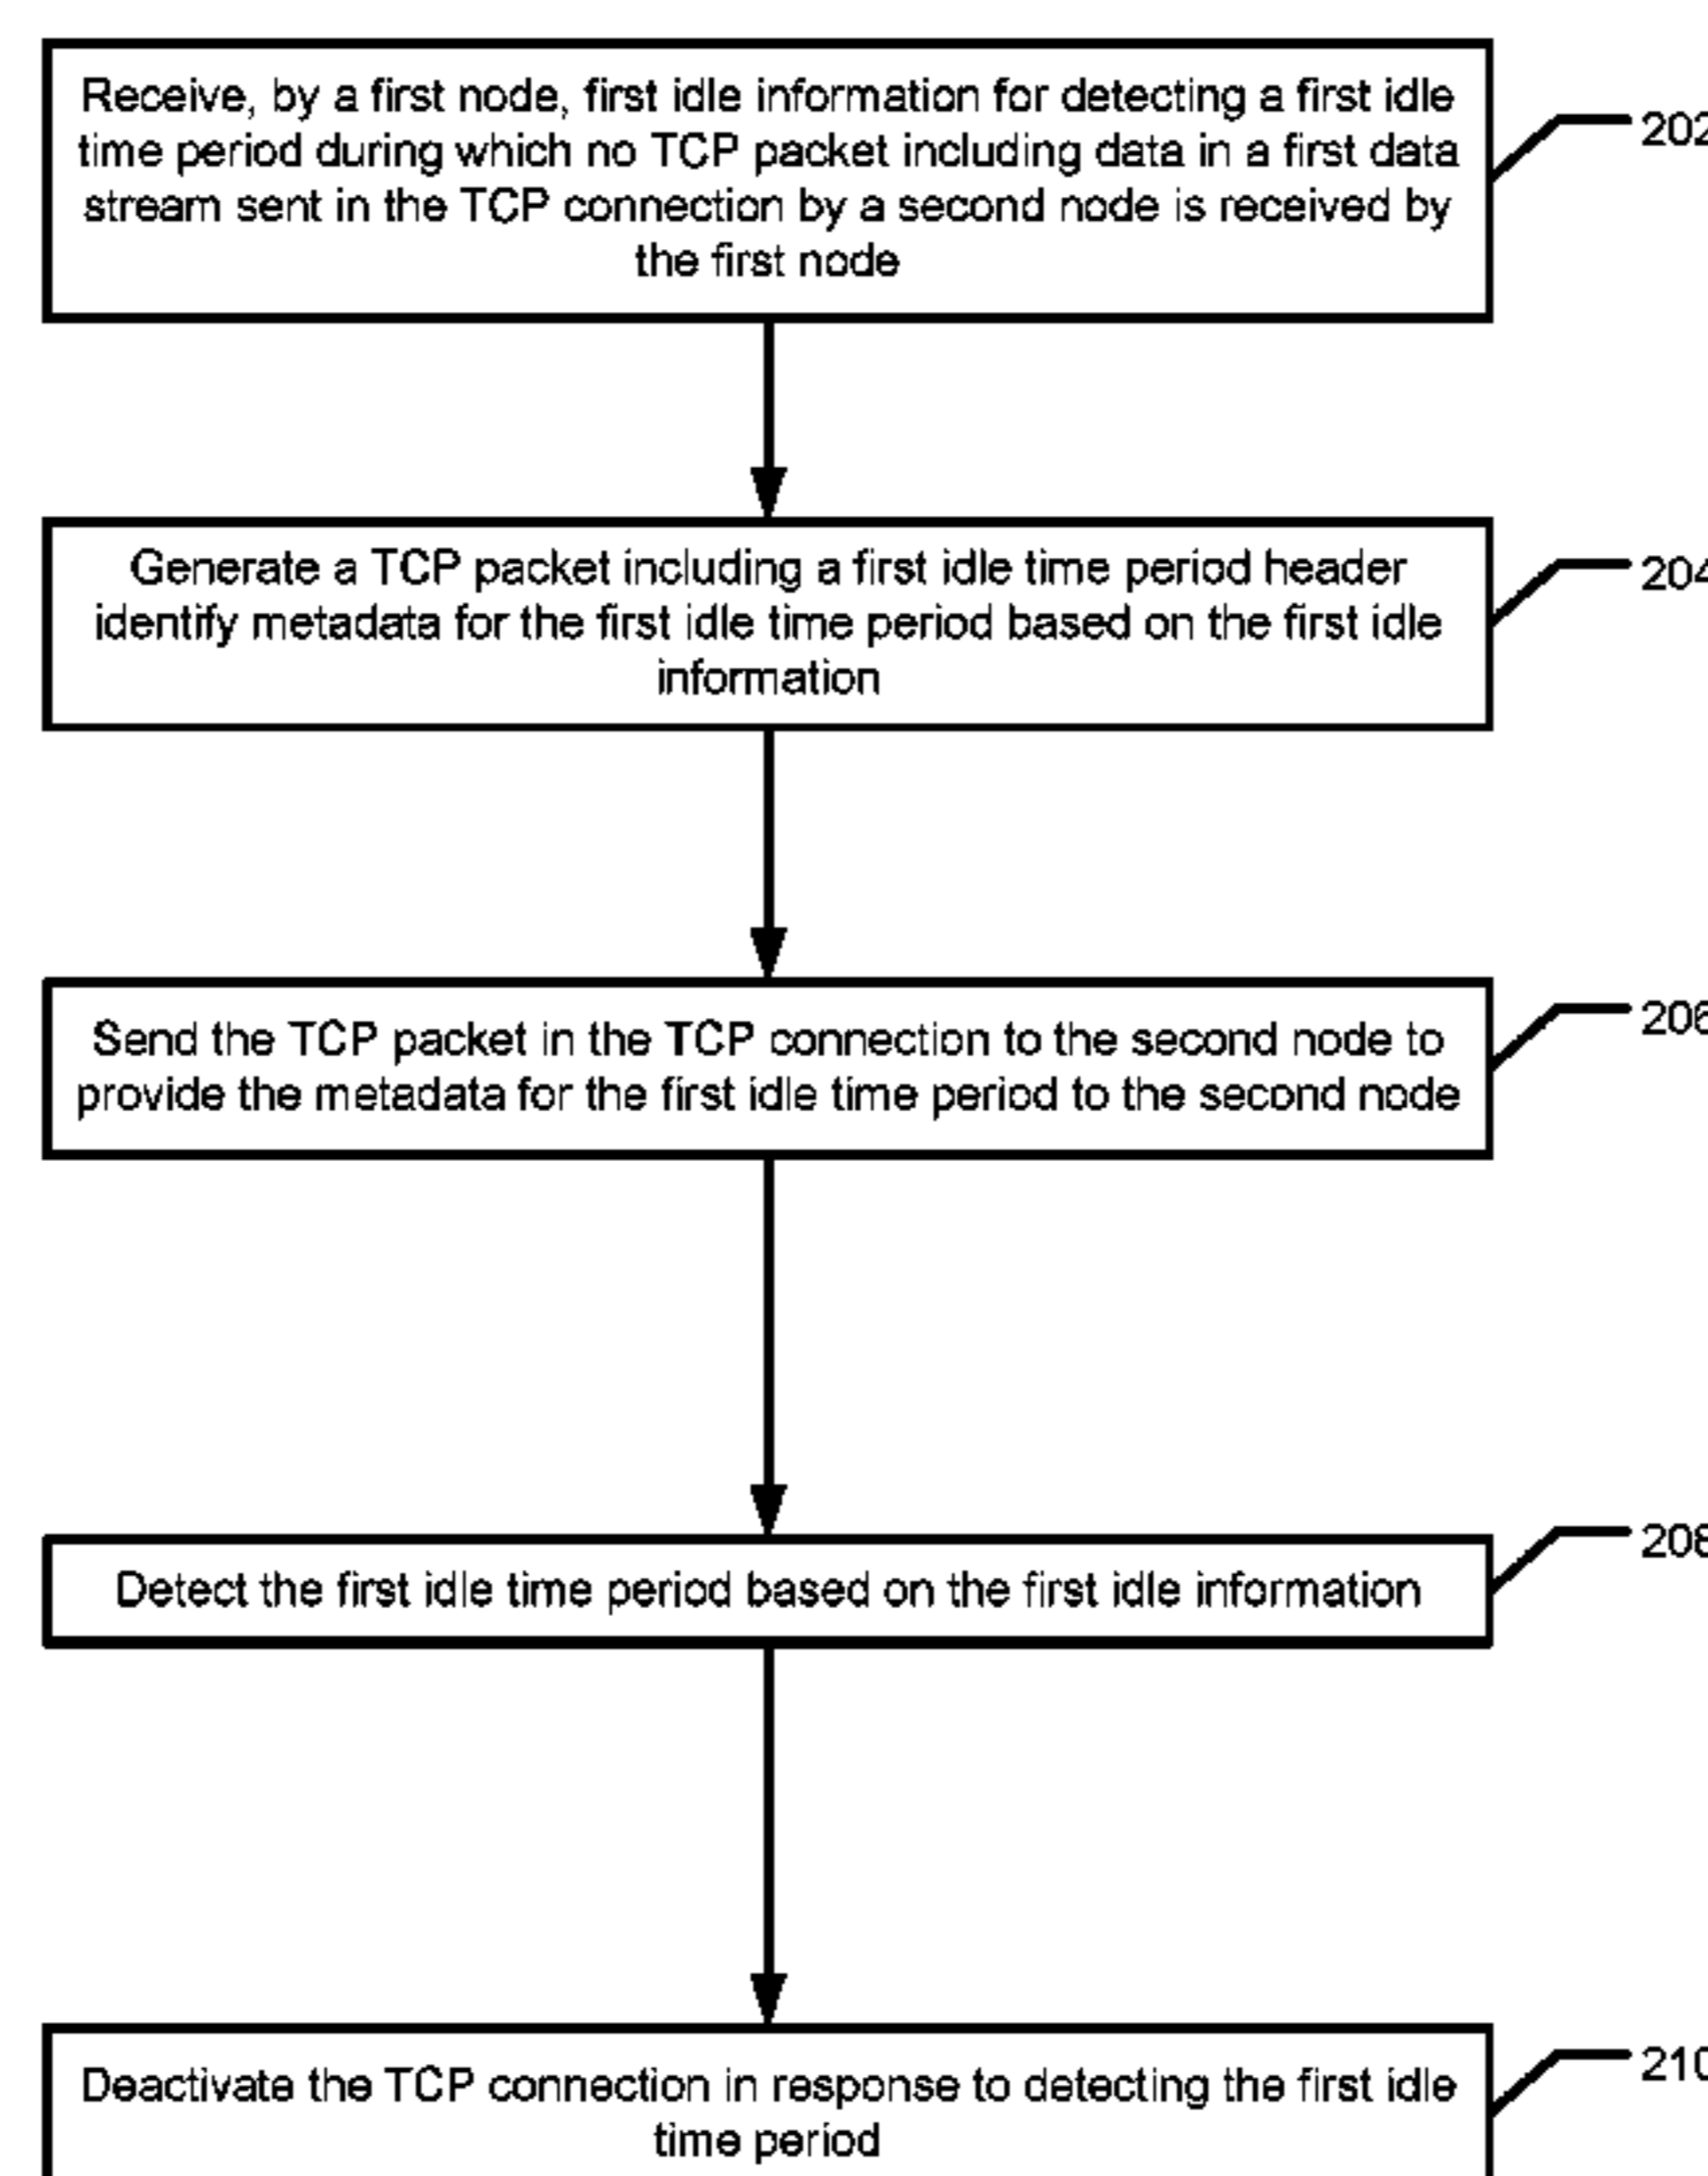 Receive, by a first node, first idle information for detecting a first idle
time period during which no TCP packet including data in a first data
stream sent in the TCP connection by a second node is received by
the first node
202
Generate a TCP packet including a first idle time period header
identify metadata for the first idle time period based on the first idle
information
204
Send the TCP packet in the TCP connection to the second node to
provide the metadata for the first idle time period to the second node
206
Detect the first idle time period based on the first idle information
208
Deactivate the TCP connection in response to detecting the first idle
time period
210